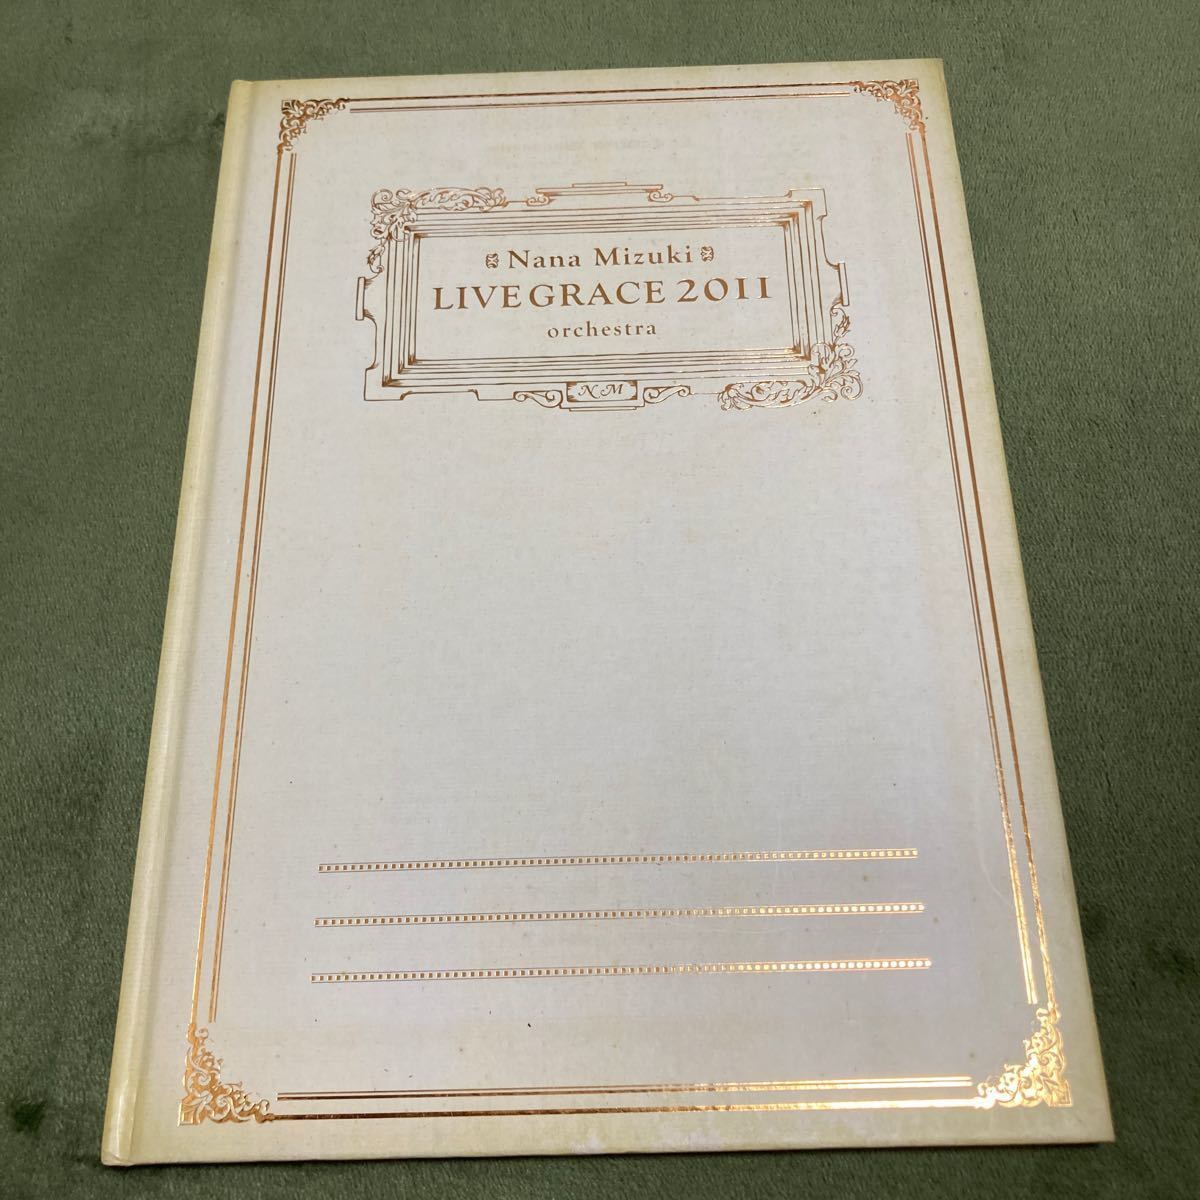 Nana Mizuki
LIVE GRACE 2011
orchestra
NM